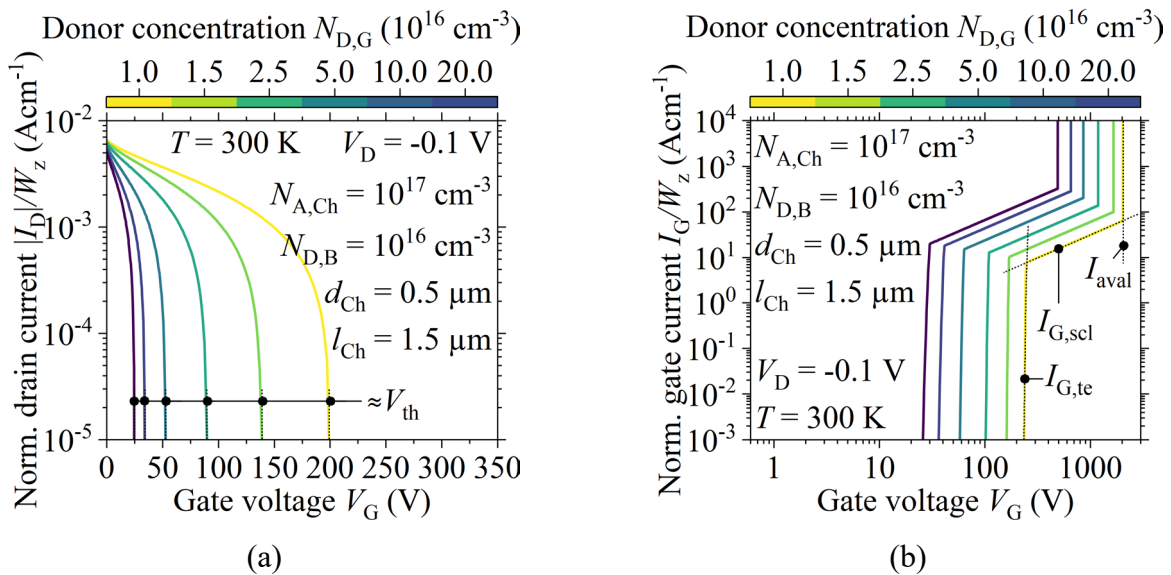 Donor concentration N_D,G (10^16 cm^-3)
1.0 1.5 2.5 5.0 10.0 20.0
Norm. drain current |I_D|/W_z (Acm^-1)
10^-2
10^-3
10^-4
10^-5
T = 300 K V_D = -0.1 V
N_A,Ch = 10^17 cm^-3
N_D,B = 10^16 cm^-3
d_Ch = 0.5 µm
l_Ch = 1.5 µm
≈V_th
0 50 100 150 200 250 300 350
Gate voltage V_G (V)
(a)
Donor concentration N_D,G (10^16 cm^-3)
1.0 1.5 2.5 5.0 10.0 20.0
Norm. gate current I_G/W_z (Acm^-1)
10^4
10^3
10^2
10^1
10^0
10^-1
10^-2
10^-3
N_A,Ch = 10^17 cm^-3
N_D,B = 10^16 cm^-3
d_Ch = 0.5 µm
l_Ch = 1.5 µm
I_aval
I_G,scl
I_G,te
V_D = -0.1 V
T = 300 K
1 10 100 1000
Gate voltage V_G (V)
(b)